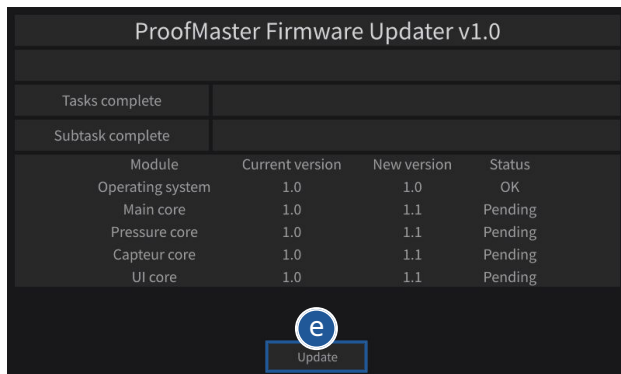 ProofMaster Firmware Updater v1.0
Tasks complete
Subtask complete
Module Current version New version Status
Operating system 1.0 1.0 OK
Main core 1.0 1.1 Pending
Pressure core 1.0 1.1 Pending
Capteur core 1.0 1.1 Pending
UI core 1.0 1.1 Pending
e
Update